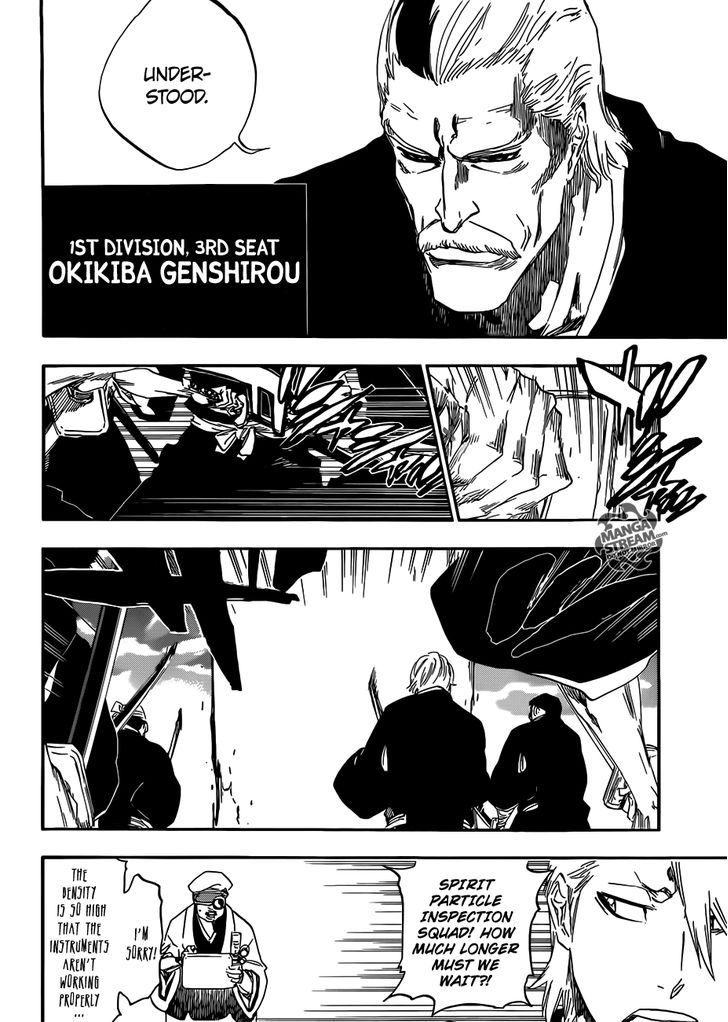 UNDER-
STOOD.
1ST DIVISION, 3RD SEAT
OKIKIBA GENSHIROU
MANGA
STREAM
.COM
SPIRIT
PARTICLE
INSPECTION
SQUAD! HOW
MUCH LONGER
MUST WE
WAIT?!
I'M
SORRY!
THE
DENSITY
IS SO HIGH
THAT THE
INSTRUMENTS
AREN'T
WORKING
PROPERLY
...